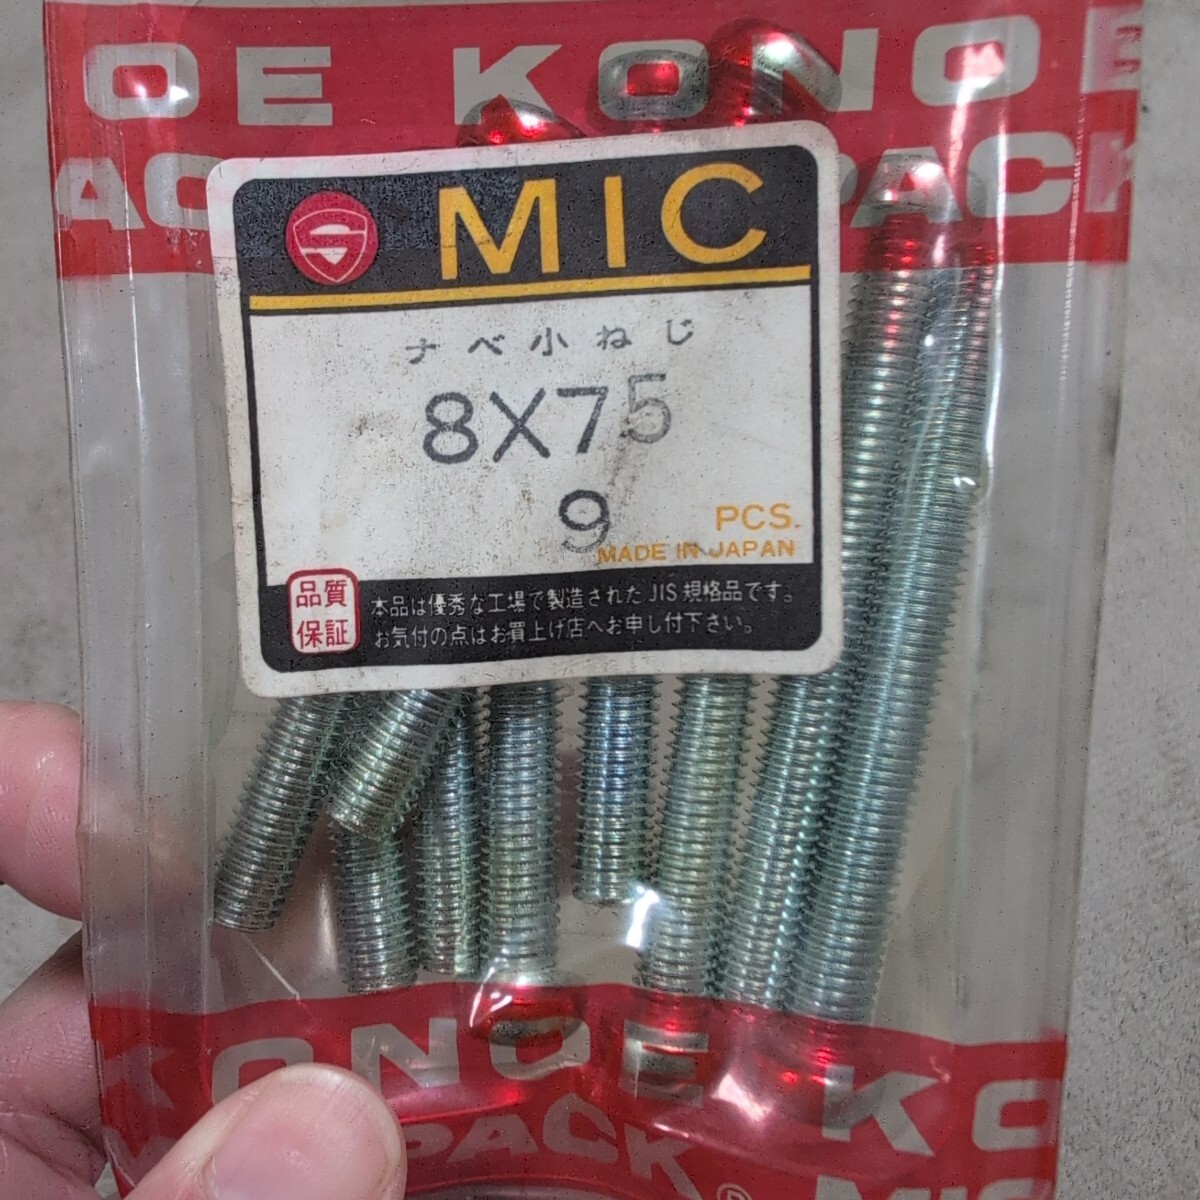 OE KONOE
AC PACK
MIC
ナベ小ねじ
8X75
9 PCS.
MADE IN JAPAN
品質
保証
本品は優秀な工場で製造されたJIS規格品です。
お気付の点はお買上げ店へお申し付下さい。
KONOE KO
PACK® MIC